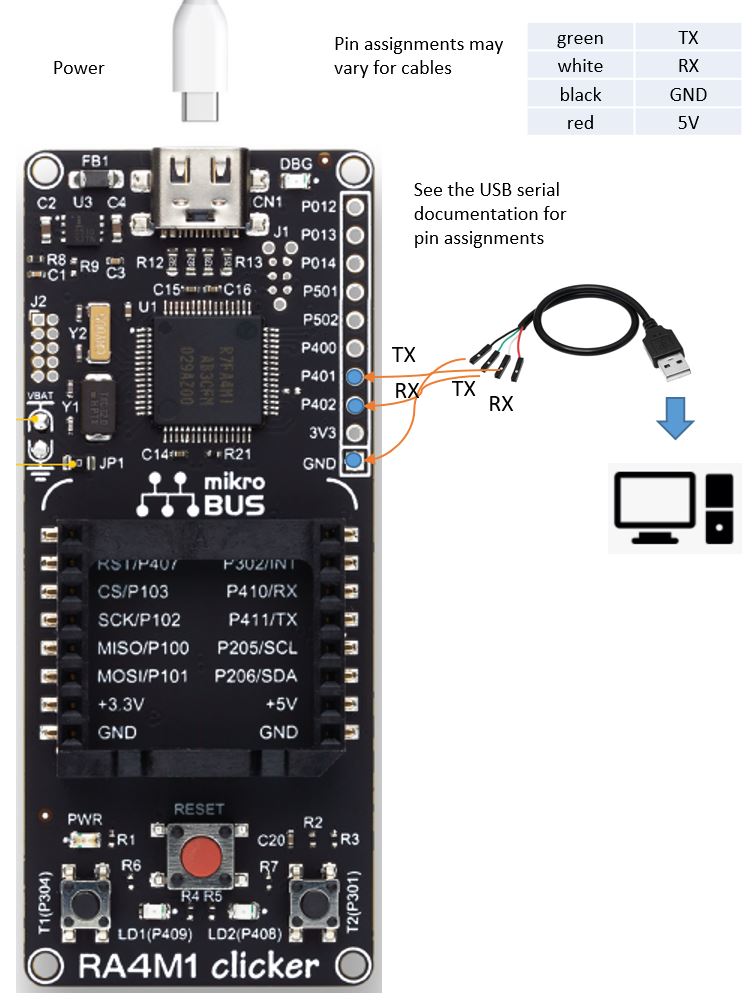 Power
Pin assignments may
vary for cables
green TX
white RX
black GND
red 5V
See the USB serial
documentation for
pin assignments
FB1
DBG
C2 U3 C4
CN1
P012
P013
J1
P014
R8
R9
C1
C3
R12
R13
P501
C15
C16
J2
U1
P502
Y2
P400
R7FA4M1
AB3CFM
029AZ00
P401
TX
RX
TX
RX
VBAT
Y1
P402
3V3
C14
R21
JP1
GND
mikro
BUS
RST/P407 P302/INT
CS/P103 P410/RX
SCK/P102 P411/TX
MISO/P100 P205/SCL
MOSI/P101 P206/SDA
+3.3V +5V
GND GND
PWR
RESET
R1
C20
R2
R3
R6
R7
R4 R5
T1(P304)
T2(P301)
LD1(P409) LD2(P408)
RA4M1 clicker